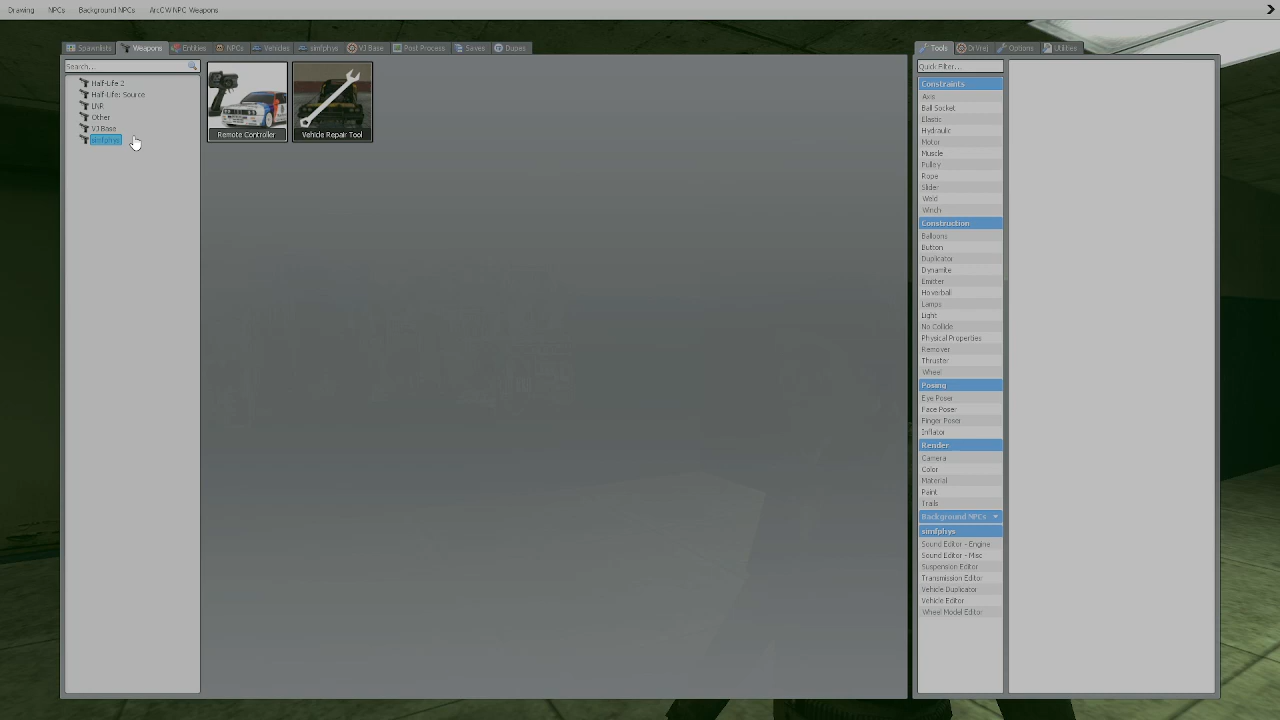 Drawing NPCs Background NPCs ArcCW NPC Weapons
Spawnlists Weapons Entities NPCs Vehicles simfphys VJ Base Post Process Saves Dupes
Tools DrVrej Options Utilities
Search...
Quick Filter...
Half-Life 2
Half-Life: Source
LNR
Other
VJ Base
simfphys
Remote Controller
Vehicle Repair Tool
Constraints
Axis
Ball Socket
Elastic
Hydraulic
Motor
Muscle
Pulley
Rope
Slider
Weld
Winch
Construction
Balloons
Button
Duplicator
Dynamite
Emitter
Hoverball
Lamps
Light
No Collide
Physical Properties
Remover
Thruster
Wheel
Posing
Eye Poser
Face Poser
Finger Poser
Inflator
Render
Camera
Color
Material
Paint
Trails
Background NPCs
simfphys
Sound Editor - Engine
Sound Editor - Misc
Suspension Editor
Transmission Editor
Vehicle Duplicator
Vehicle Editor
Wheel Model Editor